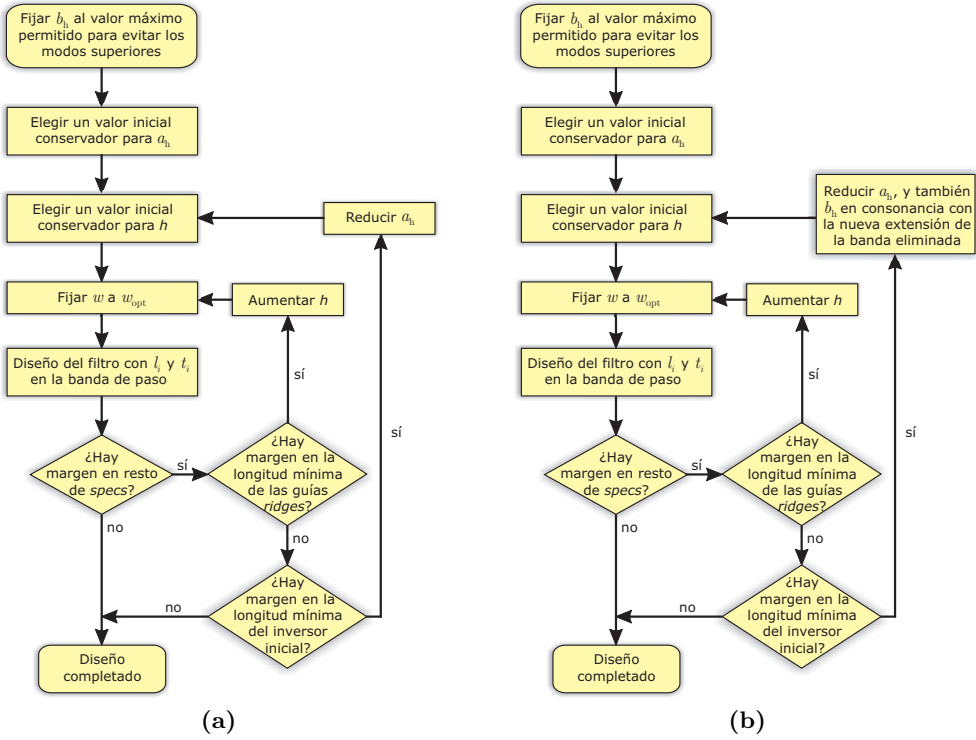 Fijar b_h al valor máximo
permitido para evitar los
modos superiores
Elegir un valor inicial
conservador para a_h
Elegir un valor inicial
conservador para h
Reducir a_h
Fijar w a w_opt
Aumentar h
Diseño del filtro con l_i y t_i
en la banda de paso
sí
sí
¿Hay
margen en resto
de specs?
sí
¿Hay
margen en la
longitud mínima
de las guías
ridges?
no
no
¿Hay
margen en la
longitud mínima
del inversor
inicial?
no
Diseño
completado
(a)
Fijar b_h al valor máximo
permitido para evitar los
modos superiores
Elegir un valor inicial
conservador para a_h
Elegir un valor inicial
conservador para h
Reducir a_h, y también
b_h en consonancia con
la nueva extensión de
la banda eliminada
Fijar w a w_opt
Aumentar h
Diseño del filtro con l_i y t_i
en la banda de paso
sí
sí
¿Hay
margen en resto
de specs?
sí
¿Hay
margen en la
longitud mínima
de las guías
ridges?
no
no
¿Hay
margen en la
longitud mínima
del inversor
inicial?
no
Diseño
completado
(b)